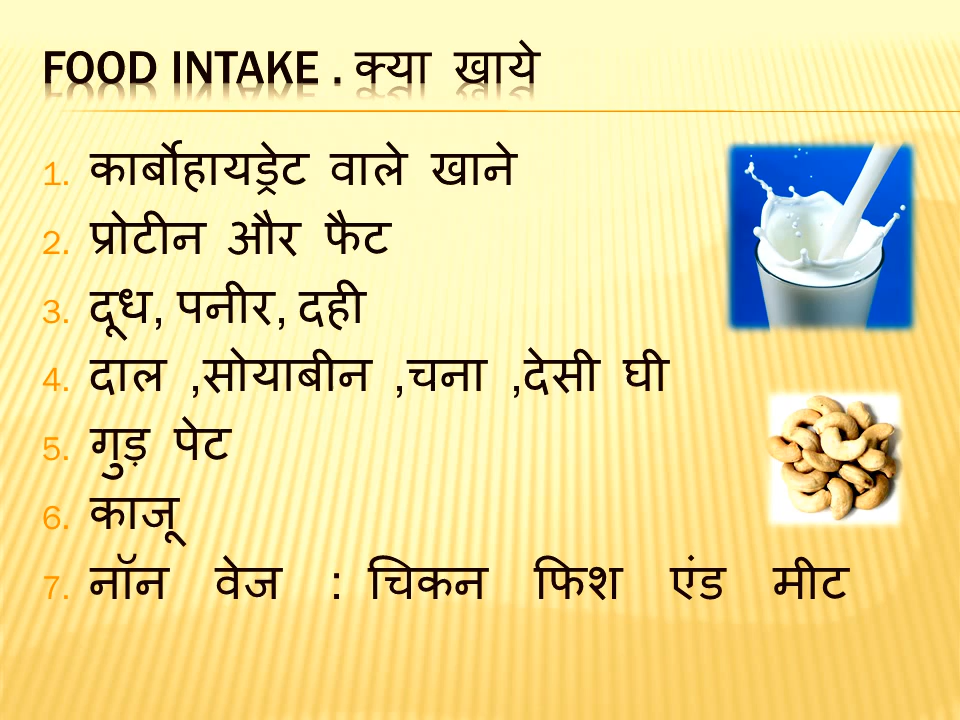 FOOD INTAKE . क्या खाये
1. कार्बोहायड्रेट वाले खाने
2. प्रोटीन और फैट
3. दूध, पनीर, दही
4. दाल ,सोयाबीन ,चना ,देसी घी
5. गुड़ पेट
6. काजू
7. नॉन वेज : चिकन फिश एंड मीट